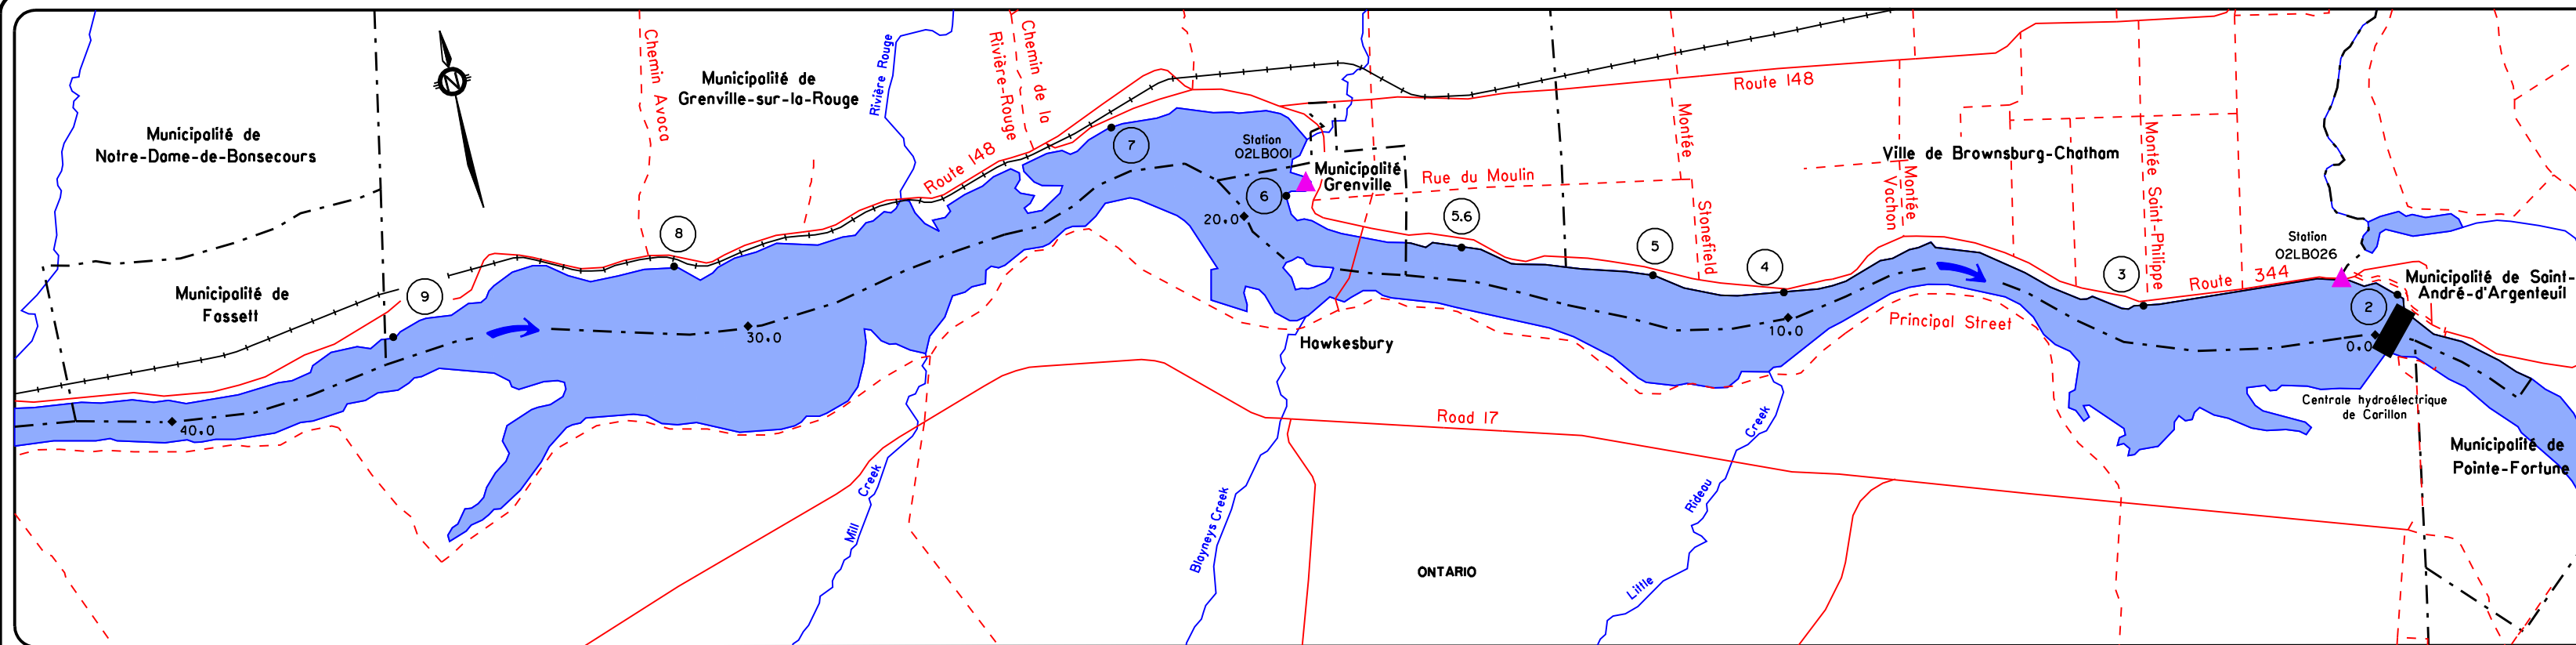 Municipalité de
Notre-Dame-de-Bonsecours
Municipalité de
Fassett
N
Chemin Avoca
Municipalité de
Grenville-sur-la-Rouge
Rivière Rouge
Chemin de la
Rivière-Rouge
Route 148
Station
02LB001
Municipalité
Grenville
Rue du Moulin
Montée
Stonefield
Route 148
Montée
Vachon
Ville de Brownsburg-Chatham
Montée Saint-Philippe
Route 344
Station
02LB026
Municipalité de Saint-
André-d'Argenteuil
9
8
7
6
5.6
5
4
3
2
40.0
30.0
20.0
10.0
0.0
Hawkesbury
Principal Street
Centrale hydroélectrique
de Carillon
Municipalité de
Pointe-Fortune
Road 17
Mill Creek
Blayneys Creek
Little Rideau Creek
ONTARIO